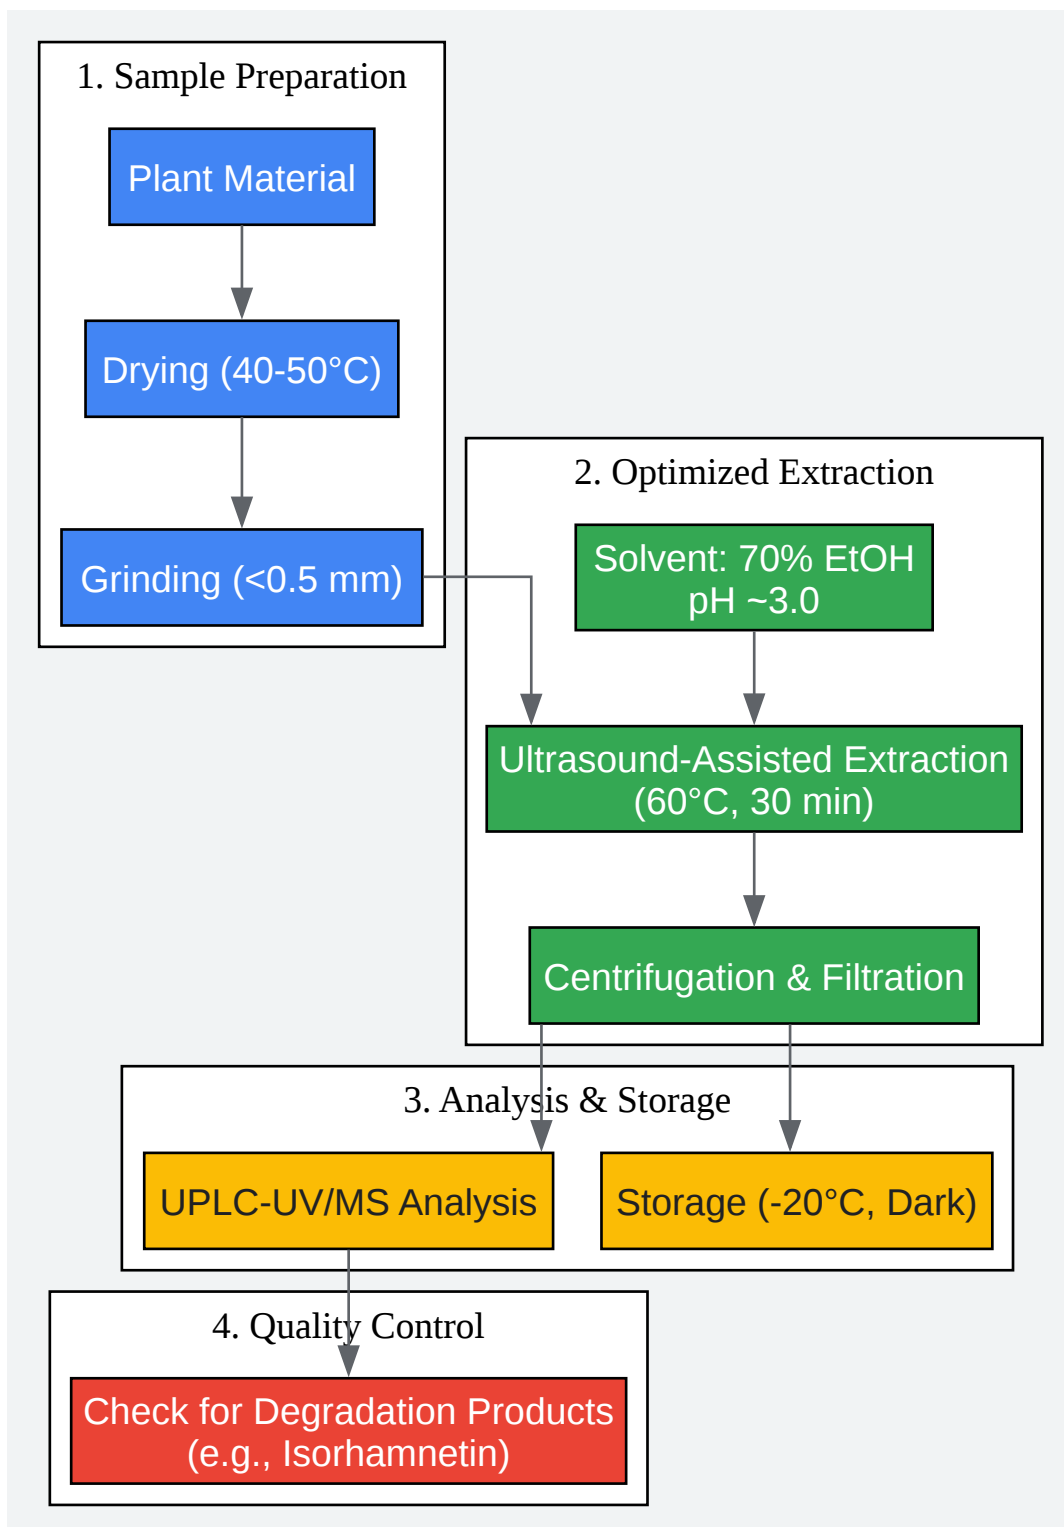 1. Sample Preparation
Plant Material
Drying (40-50°C)
Grinding (<0.5 mm)
2. Optimized Extraction
Solvent: 70% EtOH
pH ~3.0
Ultrasound-Assisted Extraction
(60°C, 30 min)
Centrifugation & Filtration
3. Analysis & Storage
UPLC-UV/MS Analysis
Storage (-20°C, Dark)
4. Quality Control
Check for Degradation Products
(e.g., Isorhamnetin)